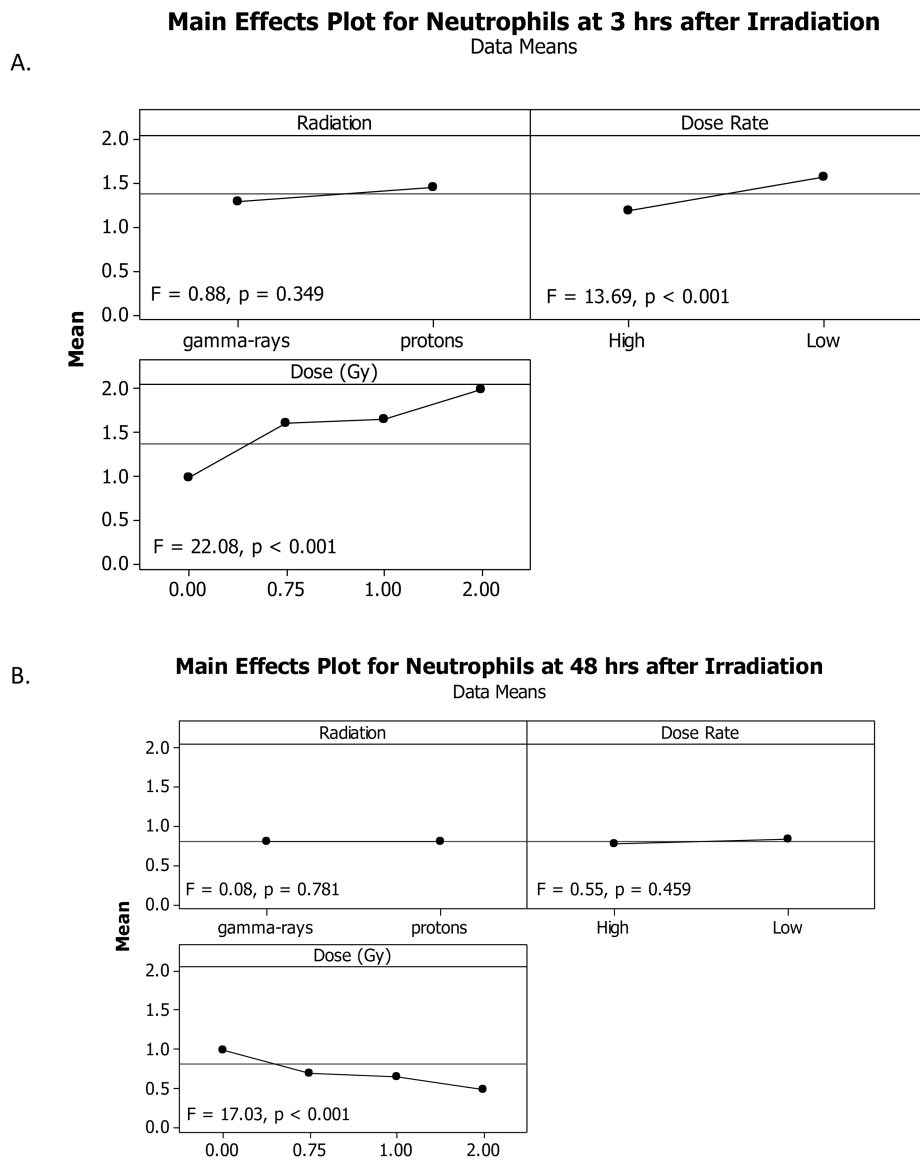 Main Effects Plot for Neutrophils at 3 hrs after Irradiation
Data Means
A.
Radiation
Dose Rate
2.0
1.5
1.0
0.5
0.0
F = 0.88, p = 0.349
F = 13.69, p < 0.001
gamma-rays
protons
High
Low
Mean
Dose (Gy)
2.0
1.5
1.0
0.5
0.0
F = 22.08, p < 0.001
0.00
0.75
1.00
2.00
Main Effects Plot for Neutrophils at 48 hrs after Irradiation
B.
Data Means
Radiation
Dose Rate
2.0
1.5
1.0
0.5
0.0
F = 0.08, p = 0.781
F = 0.55, p = 0.459
gamma-rays
protons
High
Low
Mean
Dose (Gy)
2.0
1.5
1.0
0.5
0.0
F = 17.03, p < 0.001
0.00
0.75
1.00
2.00